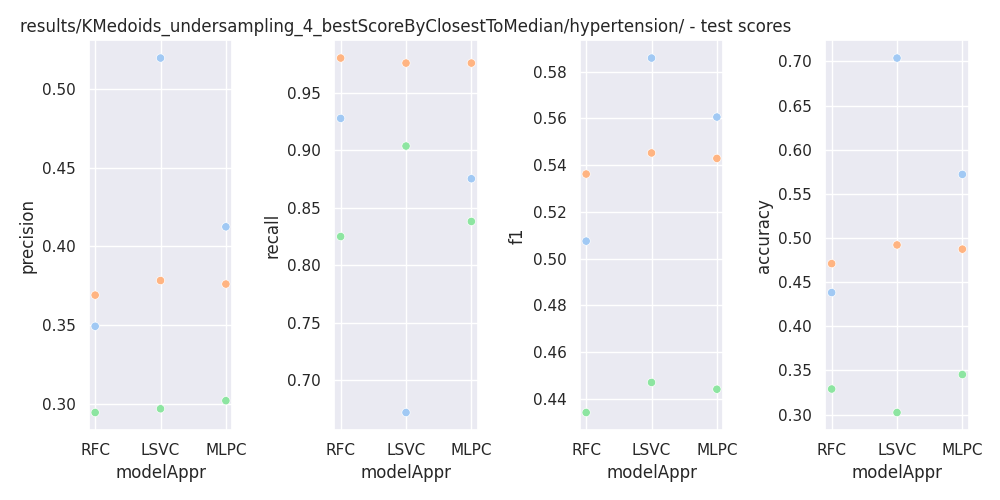 results/KMedoids_undersampling_4_bestScoreByClosestToMedian/hypertension/ - test scores
precision
0.50
0.45
0.40
0.35
0.30
RFC LSVC MLPC
modelAppr
recall
0.95
0.90
0.85
0.80
0.75
0.70
RFC LSVC MLPC
modelAppr
f1
0.58
0.56
0.54
0.52
0.50
0.48
0.46
0.44
RFC LSVC MLPC
modelAppr
accuracy
0.70
0.65
0.60
0.55
0.50
0.45
0.40
0.35
0.30
RFC LSVC MLPC
modelAppr